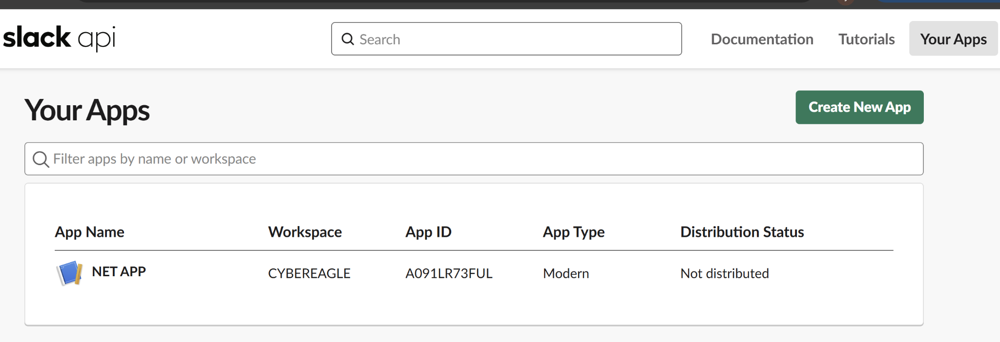 slack api
Search
Documentation
Tutorials
Your Apps
Your Apps
Create New App
Filter apps by name or workspace
App Name Workspace App ID App Type Distribution Status
NET APP CYBEREAGLE A091LR73FUL Modern Not distributed